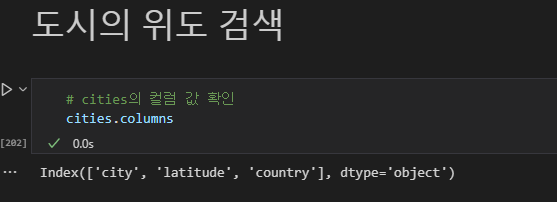 도시의 위도 검색
# cities의 컬럼 값 확인
cities.columns
[202]
0.0s
Index(['city', 'latitude', 'country'], dtype='object')